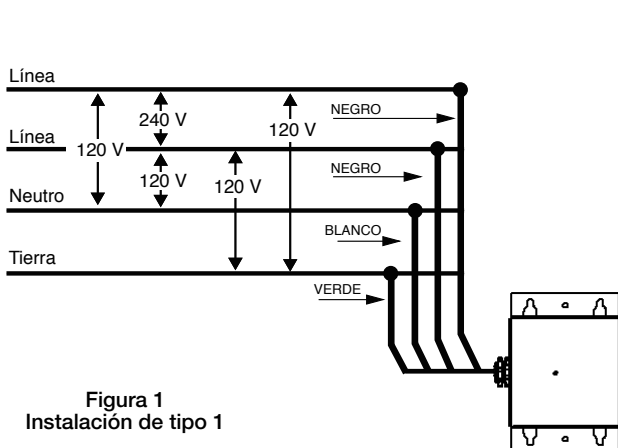 Línea
NEGRO
240 V
120 V
Línea
120 V
NEGRO
120 V
120 V
Neutro
BLANCO
Tierra
VERDE
Figura 1
Instalación de tipo 1